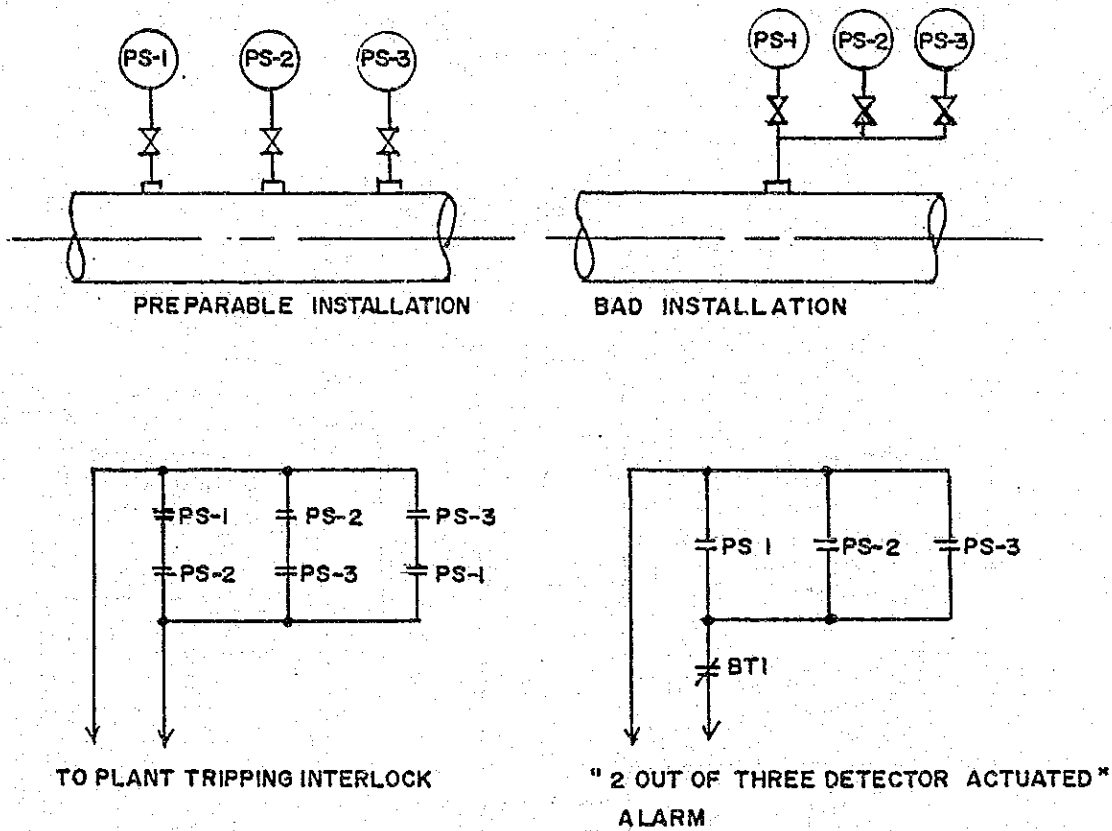 PS-1 PS-2 PS-3
PS-1 PS-2 PS-3
PREPARABLE INSTALLATION
BAD INSTALLATION
PS-1 PS-2 PS-3
PS-2 PS-3 PS-1
TO PLANT TRIPPING INTERLOCK
PS 1 PS-2 PS-3
BT1
"2 OUT OF THREE DETECTOR ACTUATED"
ALARM